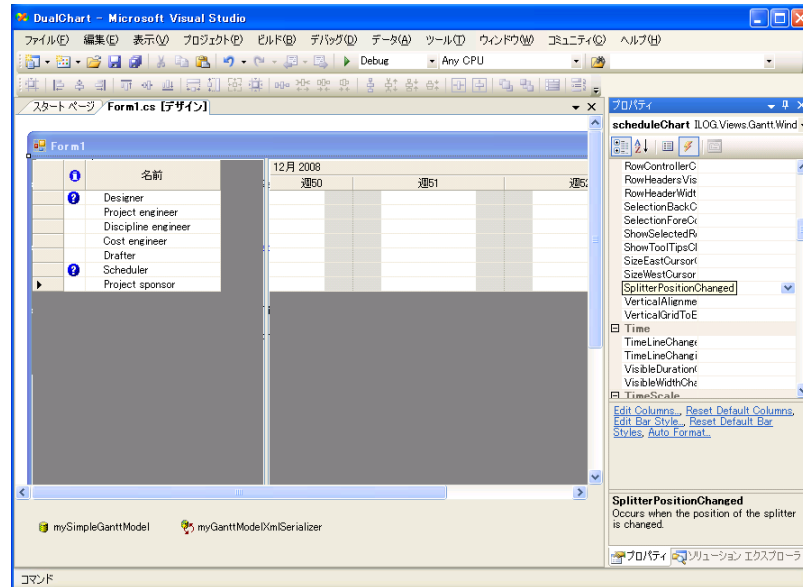 DualChart - Microsoft Visual Studio
ファイル(F) 編集(E) 表示(V) プロジェクト(P) ビルド(B) デバッグ(D) データ(A) ツール(T) ウィンドウ(W) コミュニティ(C) ヘルプ(H)
Debug Any CPU
スタート ページ Form1.cs [デザイン]
Form1
名前
12月 2008
週50 週51
Designer
Project engineer
Discipline engineer
Cost engineer
Drafter
Scheduler
Project sponsor
mySimpleGanttModel myGanttModelXmlSerializer
プロパティ
scheduleChart ILOG.Views.Gantt.Wind
RowControllerC
RowHeadersVis
RowHeaderWidt
SelectionBackC
SelectionForeCo
ShowSelectedR
ShowToolTipsCl
SizeEastCursor(
SizeWestCursor
SplitterPositionChanged
VerticalAlignme
VerticalGridToE
Time
TimeLineChange
TimeLineChangi
VisibleDuration(
VisibleWidthCha
TimeScale
Edit Columns..., Reset Default Columns,
Edit Bar Style..., Reset Default Bar
Styles, Auto Format...
SplitterPositionChanged
Occurs when the position of the splitter
is changed.
プロパティ ソリューション エクスプローラ
コマンド